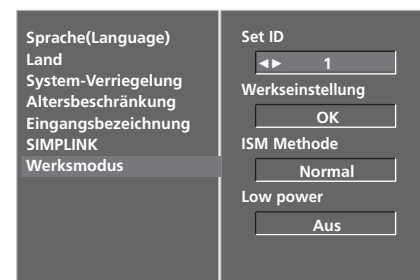 Sprache(Language)
Land
System-Verriegelung
Altersbeschränkung
Eingangsbezeichnung
SIMPLINK
Werksmodus
Set ID
◄► 1
Werkseinstellung
OK
ISM Methode
Normal
Low power
Aus